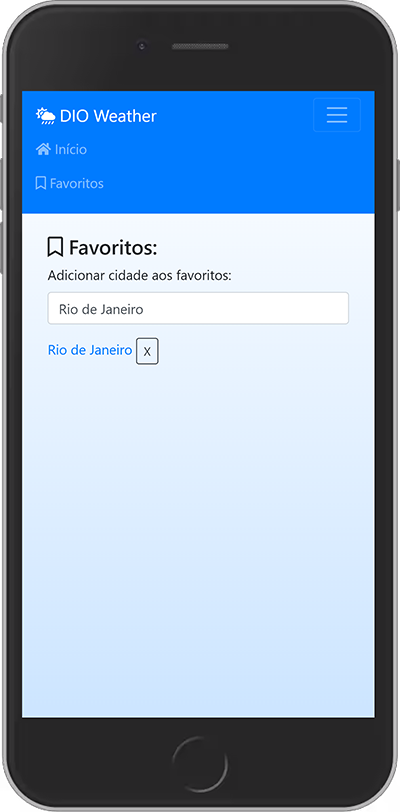 DIO Weather
Início
Favoritos
Favoritos:
Adicionar cidade aos favoritos:
Rio de Janeiro
Rio de Janeiro X